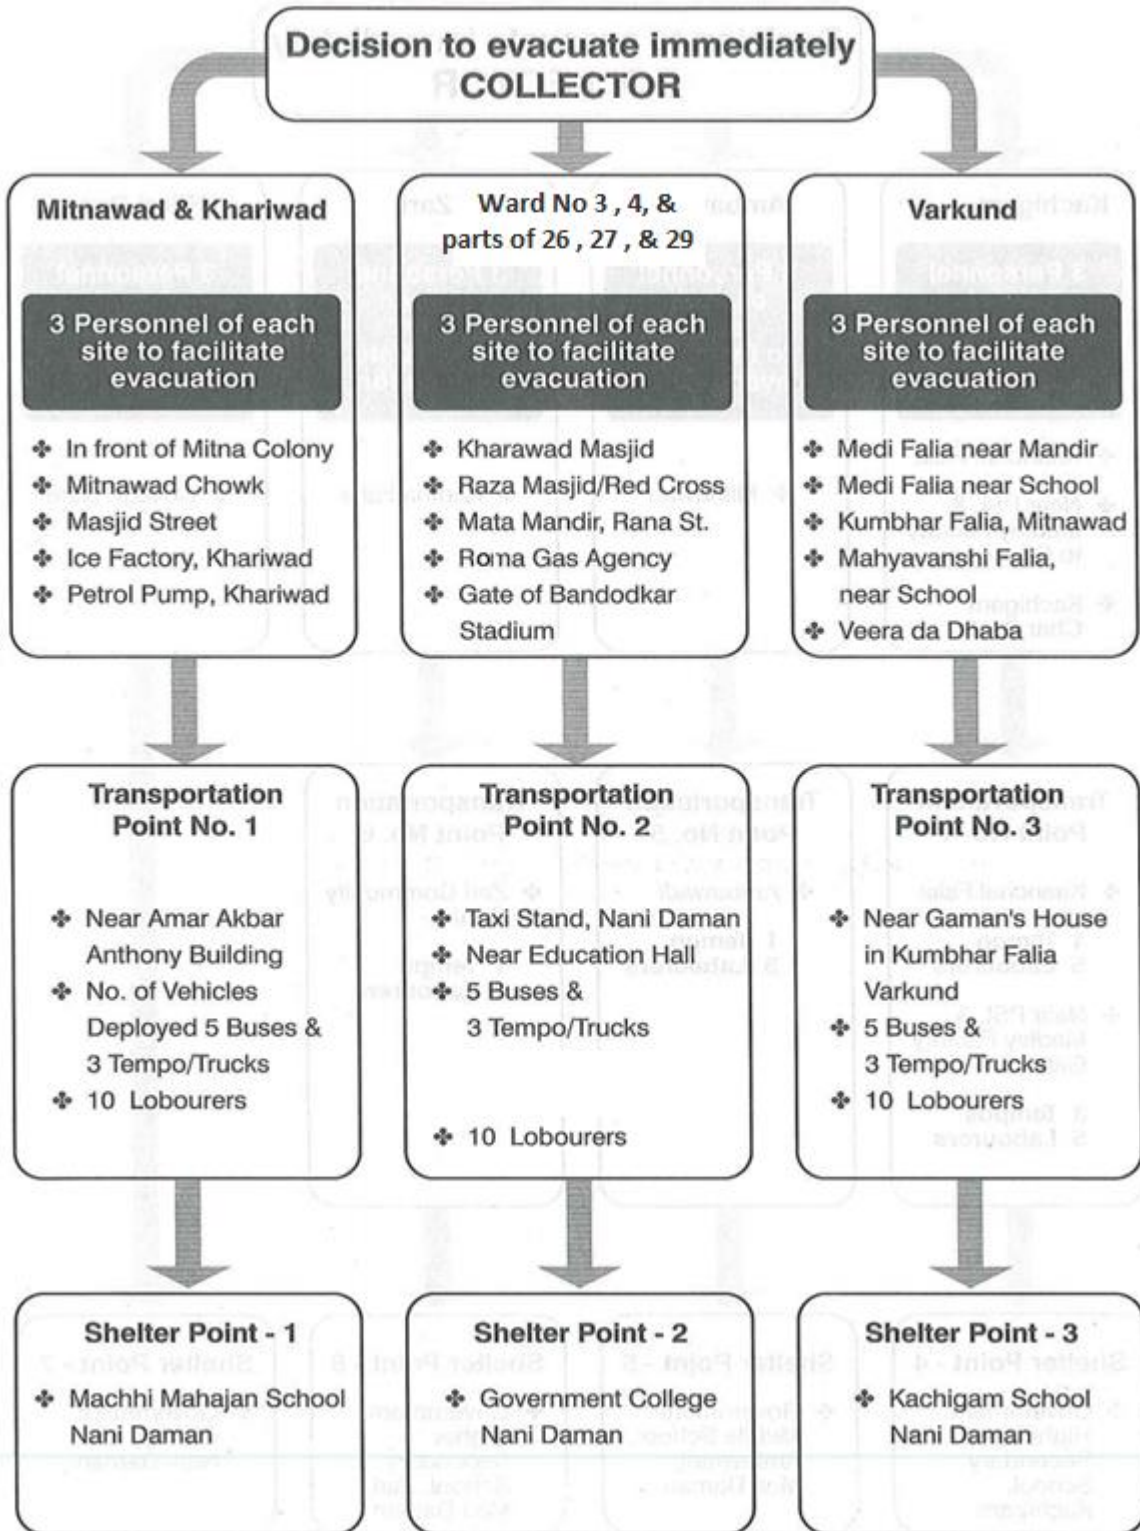 Decision to evacuate immediately
COLLECTOR
Mitnawad & Khariwad
3 Personnel of each
site to facilitate
evacuation
✤ In front of Mitna Colony
✤ Mitnawad Chowk
✤ Masjid Street
✤ Ice Factory, Khariwad
✤ Petrol Pump, Khariwad
Ward No 3 , 4, &
parts of 26 , 27 , & 29
3 Personnel of each
site to facilitate
evacuation
✤ Kharawad Masjid
✤ Raza Masjid/Red Cross
✤ Mata Mandir, Rana St.
✤ Roma Gas Agency
✤ Gate of Bandodkar
Stadium
Varkund
3 Personnel of each
site to facilitate
evacuation
✤ Medi Falia near Mandir
✤ Medi Falia near School
✤ Kumbhar Falia, Mitnawad
✤ Mahyavanshi Falia,
near School
✤ Veera da Dhaba
Transportation
Point No. 1
✤ Near Amar Akbar
Anthony Building
✤ No. of Vehicles
Deployed 5 Buses &
3 Tempo/Trucks
✤ 10 Lobourers
Transportation
Point No. 2
✤ Taxi Stand, Nani Daman
✤ Near Education Hall
✤ 5 Buses &
3 Tempo/Trucks
✤ 10 Lobourers
Transportation
Point No. 3
✤ Near Gaman's House
in Kumbhar Falia
Varkund
✤ 5 Buses &
3 Tempo/Trucks
✤ 10 Lobourers
Shelter Point - 1
✤ Machhi Mahajan School
Nani Daman
Shelter Point - 2
✤ Government College
Nani Daman
Shelter Point - 3
✤ Kachigam School
Nani Daman